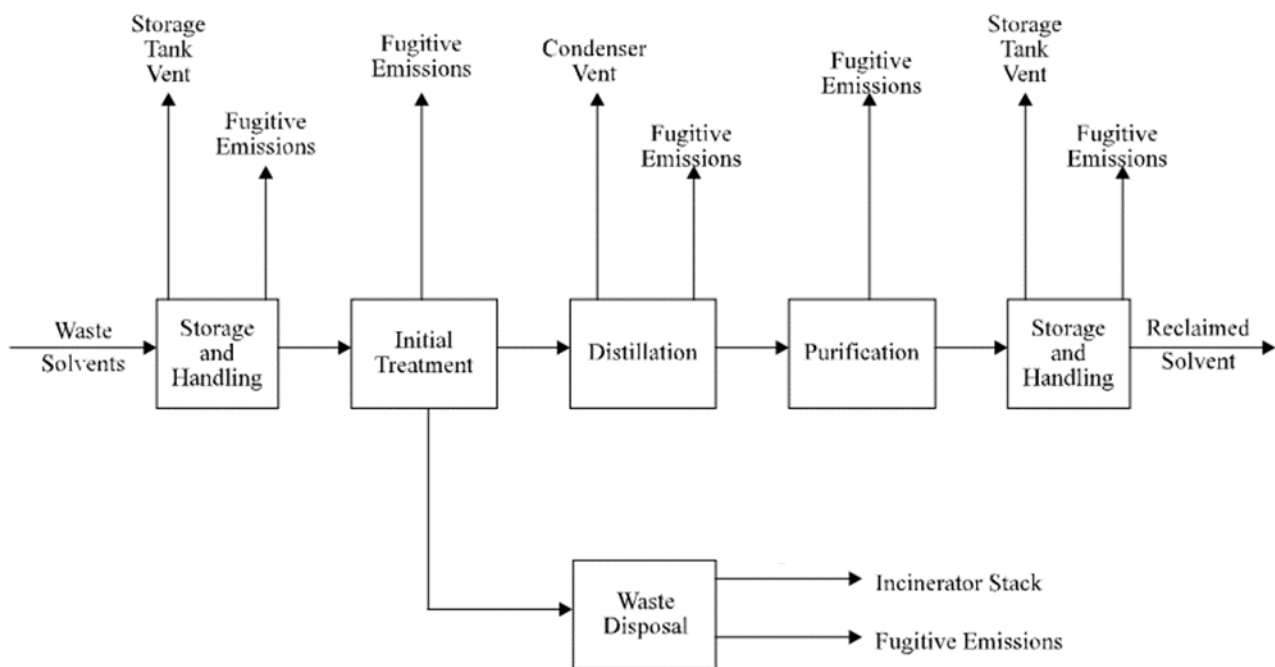 Storage
Tank
Vent
Fugitive
Emissions
Fugitive
Emissions
Condenser
Vent
Fugitive
Emissions
Fugitive
Emissions
Storage
Tank
Vent
Fugitive
Emissions
Waste
Solvents
Storage
and
Handling
Initial
Treatment
Distillation
Purification
Storage
and
Handling
Reclaimed
Solvent
Waste
Disposal
Incinerator Stack
Fugitive Emissions